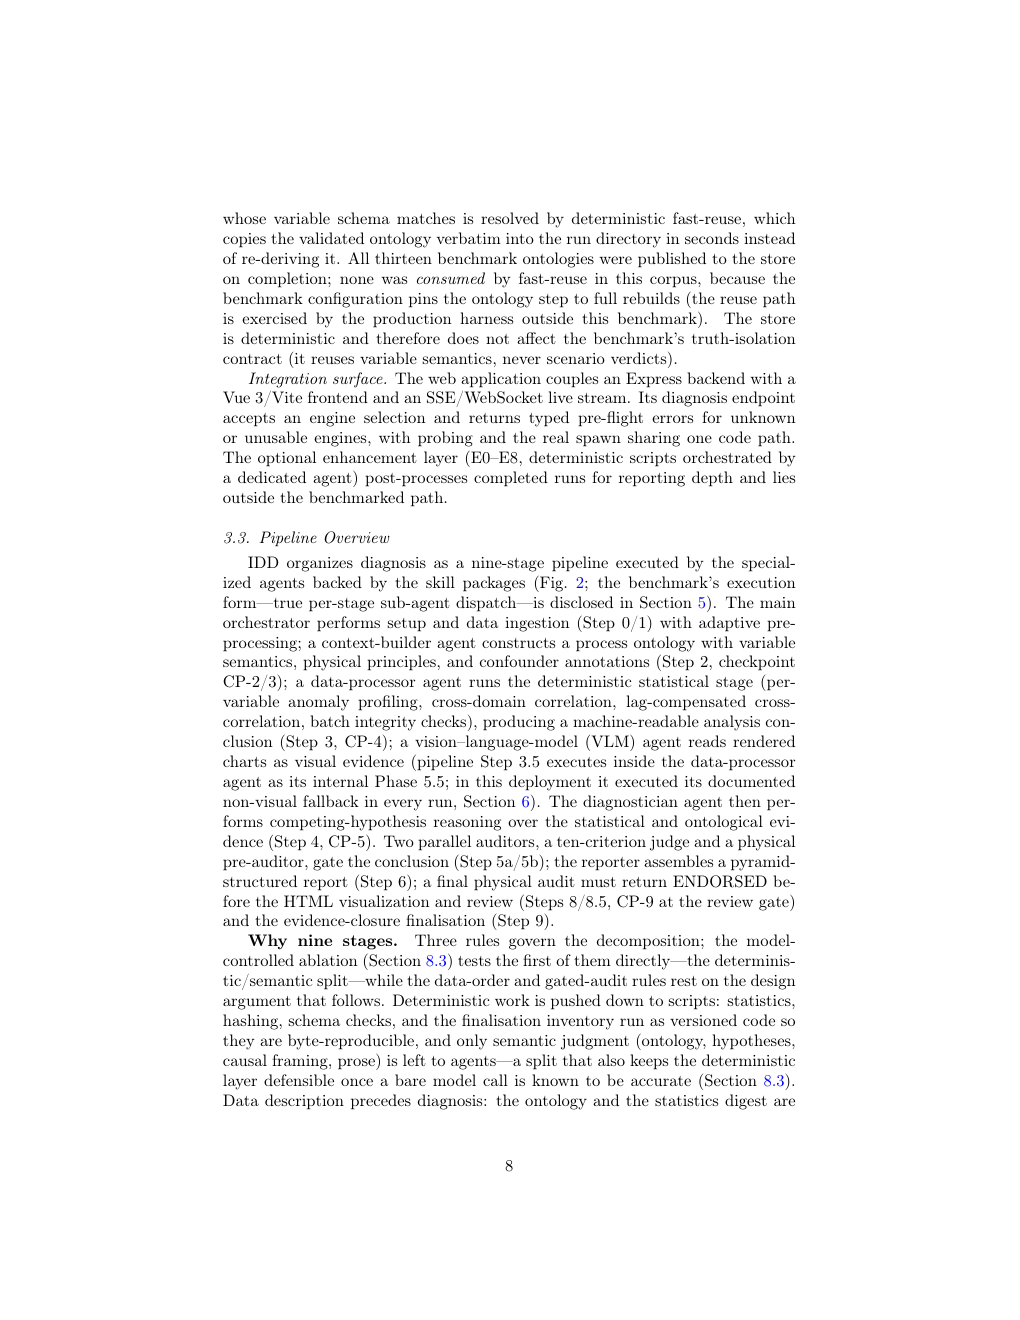 whose variable schema matches is resolved by deterministic fast-reuse, which
copies the validated ontology verbatim into the run directory in seconds instead
of re-deriving it. All thirteen benchmark ontologies were published to the store
on completion; none was consumed by fast-reuse in this corpus, because the
benchmark configuration pins the ontology step to full rebuilds (the reuse path
is exercised by the production harness outside this benchmark). The store
is deterministic and therefore does not affect the benchmark's truth-isolation
contract (it reuses variable semantics, never scenario verdicts).
Integration surface. The web application couples an Express backend with a
Vue 3/Vite frontend and an SSE/WebSocket live stream. Its diagnosis endpoint
accepts an engine selection and returns typed pre-flight errors for unknown
or unusable engines, with probing and the real spawn sharing one code path.
The optional enhancement layer (E0–E8, deterministic scripts orchestrated by
a dedicated agent) post-processes completed runs for reporting depth and lies
outside the benchmarked path.
3.3. Pipeline Overview
IDD organizes diagnosis as a nine-stage pipeline executed by the special-
ized agents backed by the skill packages (Fig. 2; the benchmark's execution
form—true per-stage sub-agent dispatch—is disclosed in Section 5). The main
orchestrator performs setup and data ingestion (Step 0/1) with adaptive pre-
processing; a context-builder agent constructs a process ontology with variable
semantics, physical principles, and confounder annotations (Step 2, checkpoint
CP-2/3); a data-processor agent runs the deterministic statistical stage (per-
variable anomaly profiling, cross-domain correlation, lag-compensated cross-
correlation, batch integrity checks), producing a machine-readable analysis con-
clusion (Step 3, CP-4); a vision–language-model (VLM) agent reads rendered
charts as visual evidence (pipeline Step 3.5 executes inside the data-processor
agent as its internal Phase 5.5; in this deployment it executed its documented
non-visual fallback in every run, Section 6). The diagnostician agent then per-
forms competing-hypothesis reasoning over the statistical and ontological evi-
dence (Step 4, CP-5). Two parallel auditors, a ten-criterion judge and a physical
pre-auditor, gate the conclusion (Step 5a/5b); the reporter assembles a pyramid-
structured report (Step 6); a final physical audit must return ENDORSED be-
fore the HTML visualization and review (Steps 8/8.5, CP-9 at the review gate)
and the evidence-closure finalisation (Step 9).
Why nine stages. Three rules govern the decomposition; the model-
controlled ablation (Section 8.3) tests the first of them directly—the determinis-
tic/semantic split—while the data-order and gated-audit rules rest on the design
argument that follows. Deterministic work is pushed down to scripts: statistics,
hashing, schema checks, and the finalisation inventory run as versioned code so
they are byte-reproducible, and only semantic judgment (ontology, hypotheses,
causal framing, prose) is left to agents—a split that also keeps the deterministic
layer defensible once a bare model call is known to be accurate (Section 8.3).
Data description precedes diagnosis: the ontology and the statistics digest are
8